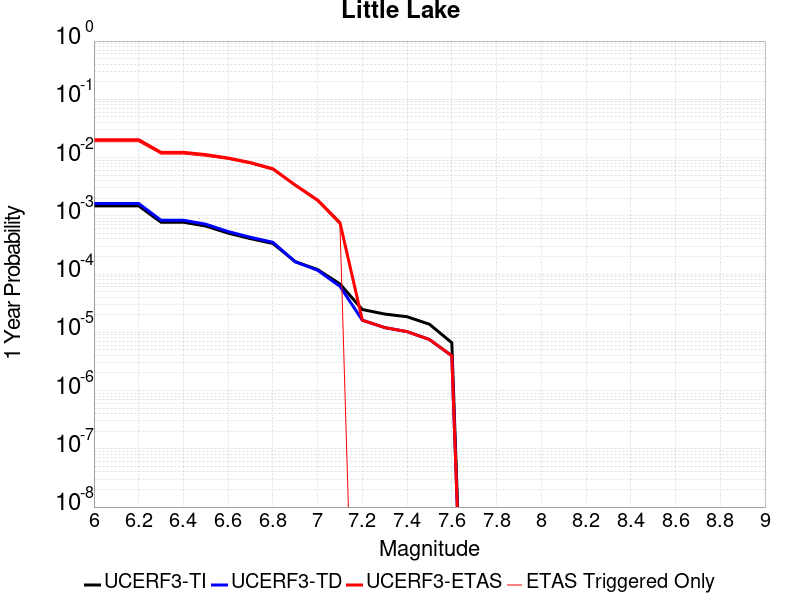 Little Lake
1 Year Probability
10^0
10^-1
10^-2
10^-3
10^-4
10^-5
10^-6
10^-7
10^-8
6 6.2 6.4 6.6 6.8 7 7.2 7.4 7.6 7.8 8 8.2 8.4 8.6 8.8 9
Magnitude
UCERF3-TI UCERF3-TD UCERF3-ETAS ETAS Triggered Only